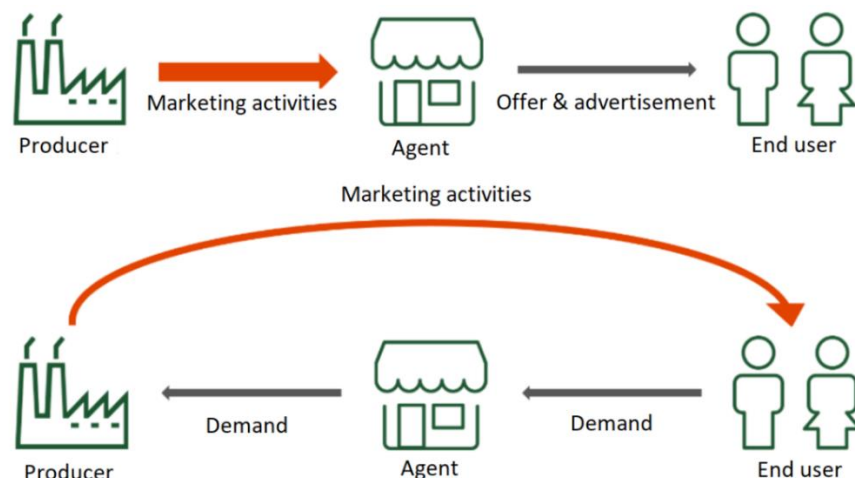 Marketing activities
Offer & advertisement
Producer
Agent
End user
Marketing activities
Demand
Demand
Producer
Agent
End user